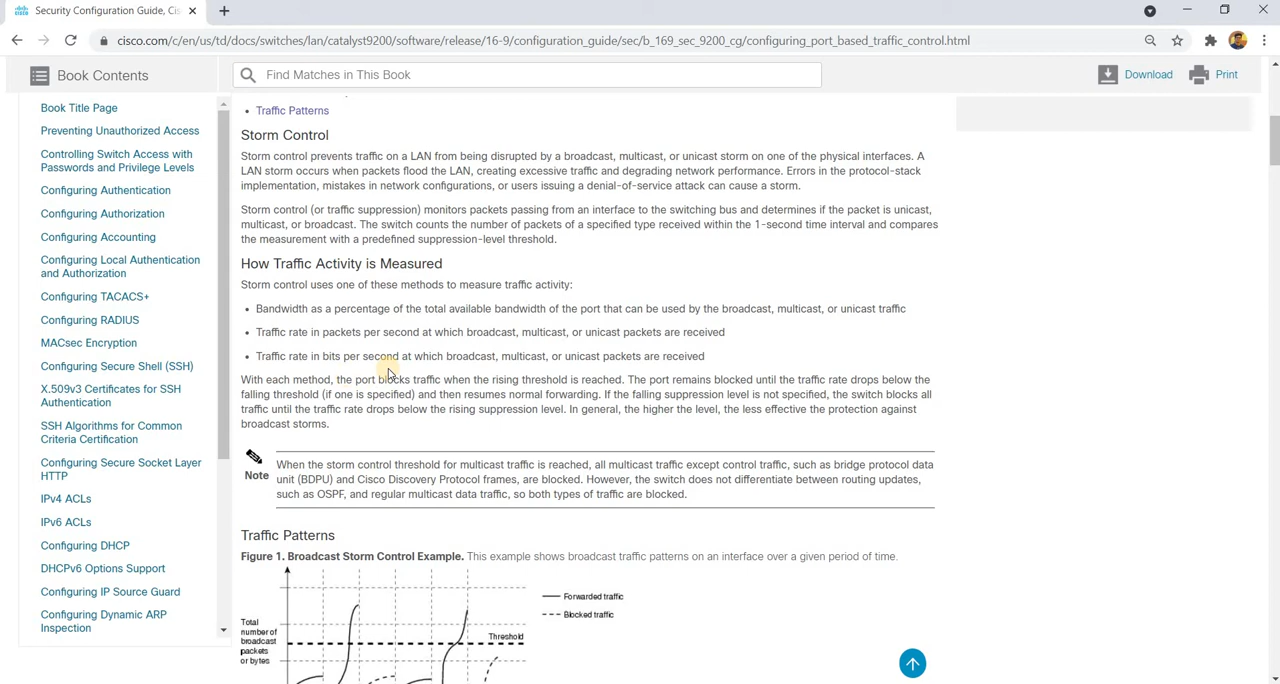 Security Configuration Guide, Cis
cisco.com/c/en/us/td/docs/switches/lan/catalyst9200/software/release/16-9/configuration_guide/sec/b_169_sec_9200_cg/configuring_port_based_traffic_control.html
Book Contents
Find Matches in This Book
Download
Print
Book Title Page
Preventing Unauthorized Access
Controlling Switch Access with
Passwords and Privilege Levels
Configuring Authentication
Configuring Authorization
Configuring Accounting
Configuring Local Authentication
and Authorization
Configuring TACACS+
Configuring RADIUS
MACsec Encryption
Configuring Secure Shell (SSH)
X.509v3 Certificates for SSH
Authentication
SSH Algorithms for Common
Criteria Certification
Configuring Secure Socket Layer
HTTP
IPv4 ACLs
IPv6 ACLs
Configuring DHCP
DHCPv6 Options Support
Configuring IP Source Guard
Configuring Dynamic ARP
Inspection
• Traffic Patterns
Storm Control
Storm control prevents traffic on a LAN from being disrupted by a broadcast, multicast, or unicast storm on one of the physical interfaces. A
LAN storm occurs when packets flood the LAN, creating excessive traffic and degrading network performance. Errors in the protocol-stack
implementation, mistakes in network configurations, or users issuing a denial-of-service attack can cause a storm.
Storm control (or traffic suppression) monitors packets passing from an interface to the switching bus and determines if the packet is unicast,
multicast, or broadcast. The switch counts the number of packets of a specified type received within the 1-second time interval and compares
the measurement with a predefined suppression-level threshold.
How Traffic Activity is Measured
Storm control uses one of these methods to measure traffic activity:
• Bandwidth as a percentage of the total available bandwidth of the port that can be used by the broadcast, multicast, or unicast traffic
• Traffic rate in packets per second at which broadcast, multicast, or unicast packets are received
• Traffic rate in bits per second at which broadcast, multicast, or unicast packets are received
With each method, the port blocks traffic when the rising threshold is reached. The port remains blocked until the traffic rate drops below the
falling threshold (if one is specified) and then resumes normal forwarding. If the falling suppression level is not specified, the switch blocks all
traffic until the traffic rate drops below the rising suppression level. In general, the higher the level, the less effective the protection against
broadcast storms.
Note
When the storm control threshold for multicast traffic is reached, all multicast traffic except control traffic, such as bridge protocol data
unit (BDPU) and Cisco Discovery Protocol frames, are blocked. However, the switch does not differentiate between routing updates,
such as OSPF, and regular multicast data traffic, so both types of traffic are blocked.
Traffic Patterns
Figure 1. Broadcast Storm Control Example. This example shows broadcast traffic patterns on an interface over a given period of time.
Forwarded traffic
Blocked traffic
Total
number of
broadcast
packets
or bytes
Threshold